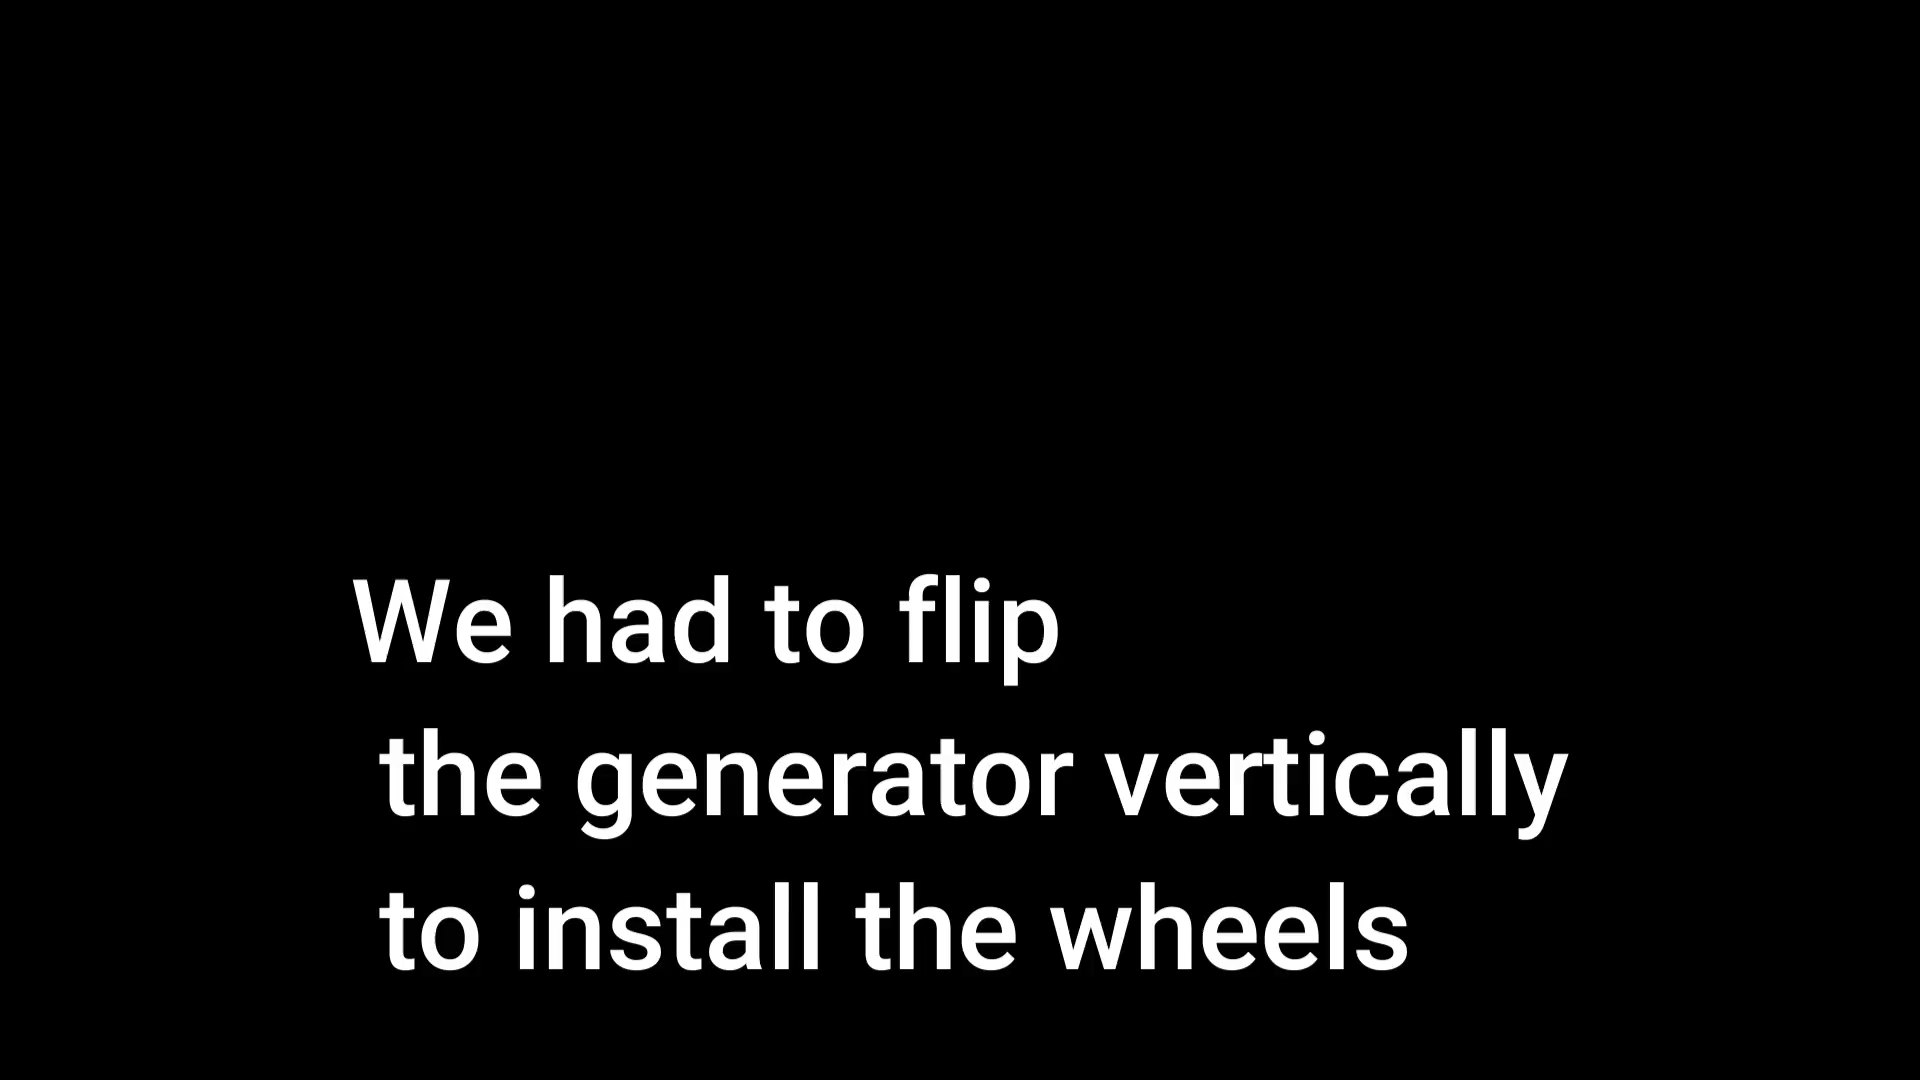 We had to flip
the generator vertically
to install the wheels